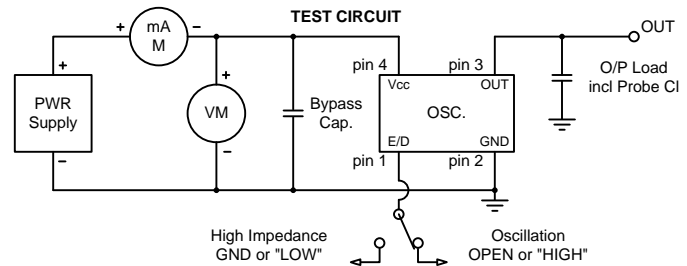 TEST CIRCUIT
+ mA M -
OUT
+ PWR Supply -
+ VM -
Bypass Cap.
pin 4
pin 3
Vcc
OUT
OSC.
E/D
GND
pin 1
pin 2
O/P Load
incl Probe Cl
High Impedance
GND or "LOW"
Oscillation
OPEN or "HIGH"